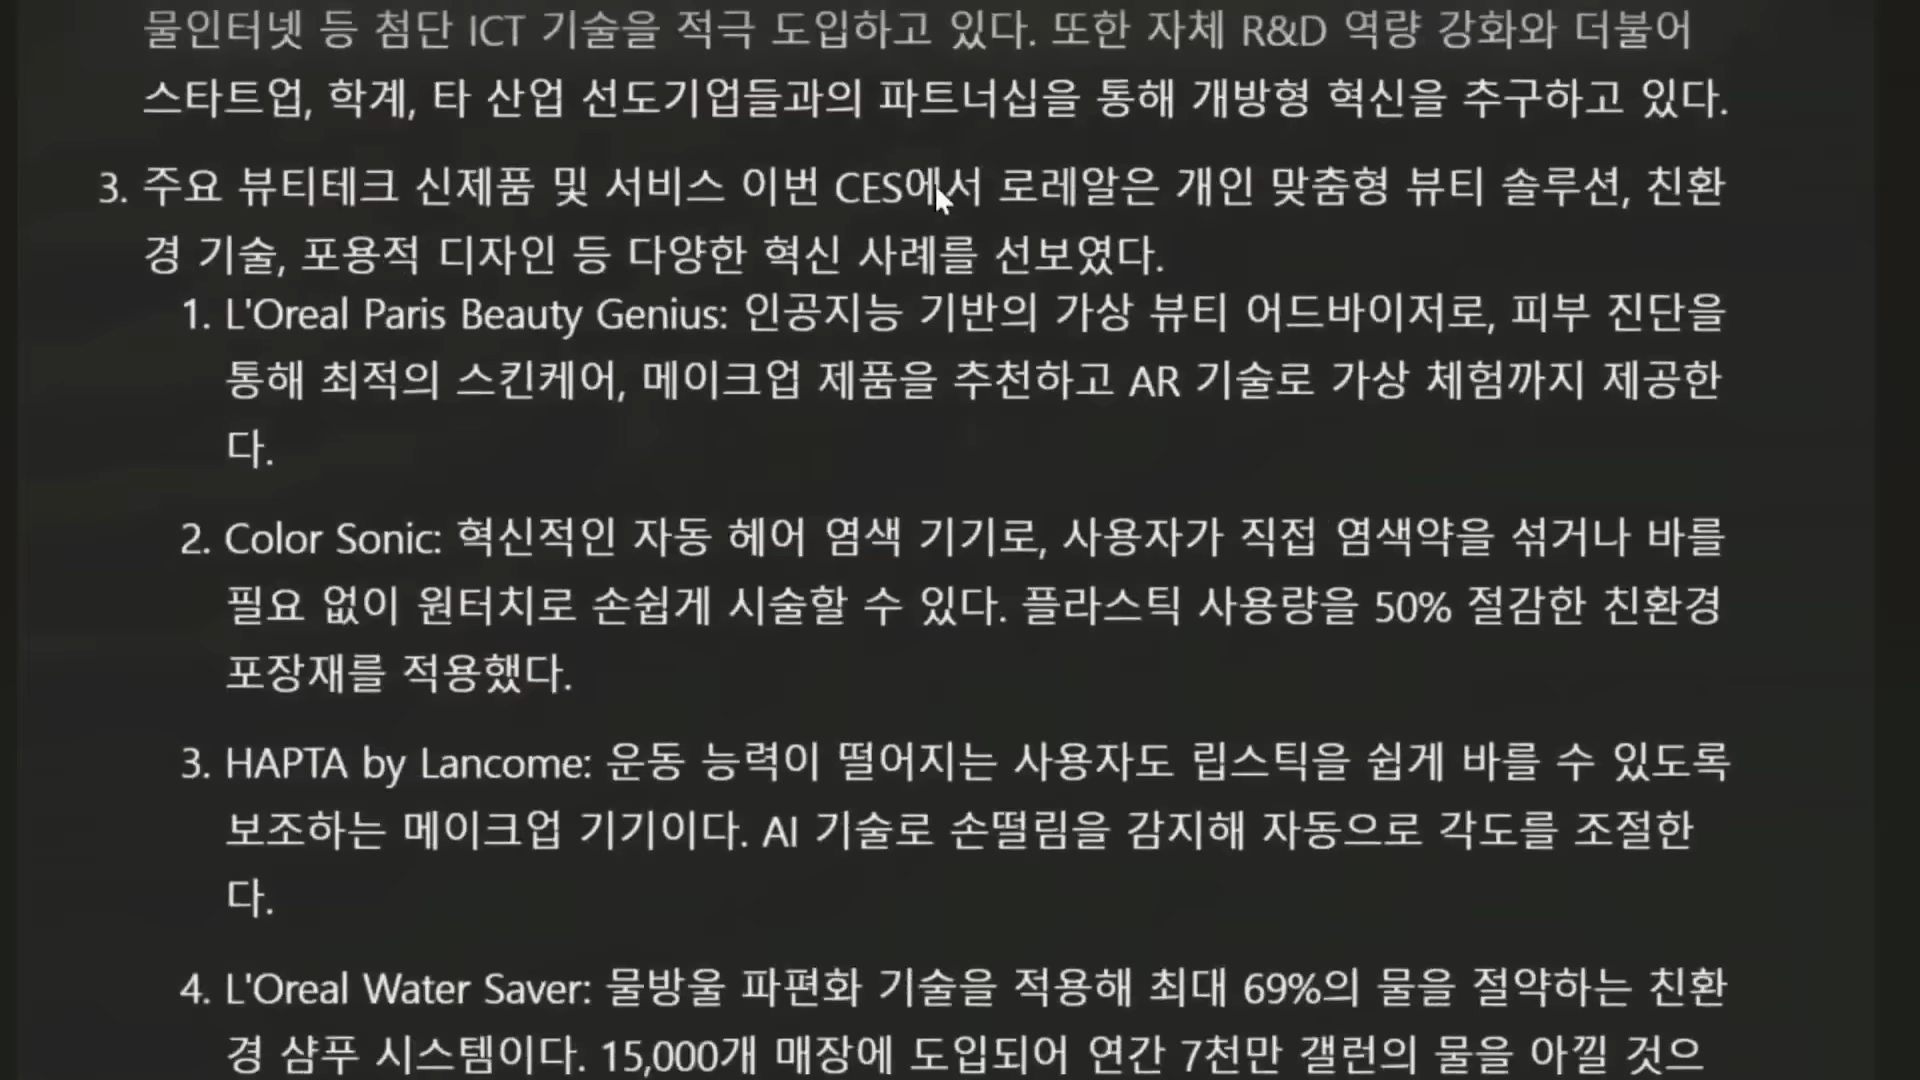 물인터넷 등 첨단 ICT 기술을 적극 도입하고 있다. 또한 자체 R&D 역량 강화와 더불어
스타트업, 학계, 타 산업 선도기업들과의 파트너십을 통해 개방형 혁신을 추구하고 있다.
3. 주요 뷰티테크 신제품 및 서비스 이번 CES에서 로레알은 개인 맞춤형 뷰티 솔루션, 친환
경 기술, 포용적 디자인 등 다양한 혁신 사례를 선보였다.
1. L'Oreal Paris Beauty Genius: 인공지능 기반의 가상 뷰티 어드바이저로, 피부 진단을
통해 최적의 스킨케어, 메이크업 제품을 추천하고 AR 기술로 가상 체험까지 제공한
다.
2. Color Sonic: 혁신적인 자동 헤어 염색 기기로, 사용자가 직접 염색약을 섞거나 바를
필요 없이 원터치로 손쉽게 시술할 수 있다. 플라스틱 사용량을 50% 절감한 친환경
포장재를 적용했다.
3. HAPTA by Lancome: 운동 능력이 떨어지는 사용자도 립스틱을 쉽게 바를 수 있도록
보조하는 메이크업 기기이다. AI 기술로 손떨림을 감지해 자동으로 각도를 조절한
다.
4. L'Oreal Water Saver: 물방울 파편화 기술을 적용해 최대 69%의 물을 절약하는 친환
경 샴푸 시스템이다. 15,000개 매장에 도입되어 연간 7천만 갤런의 물을 아낄 것으